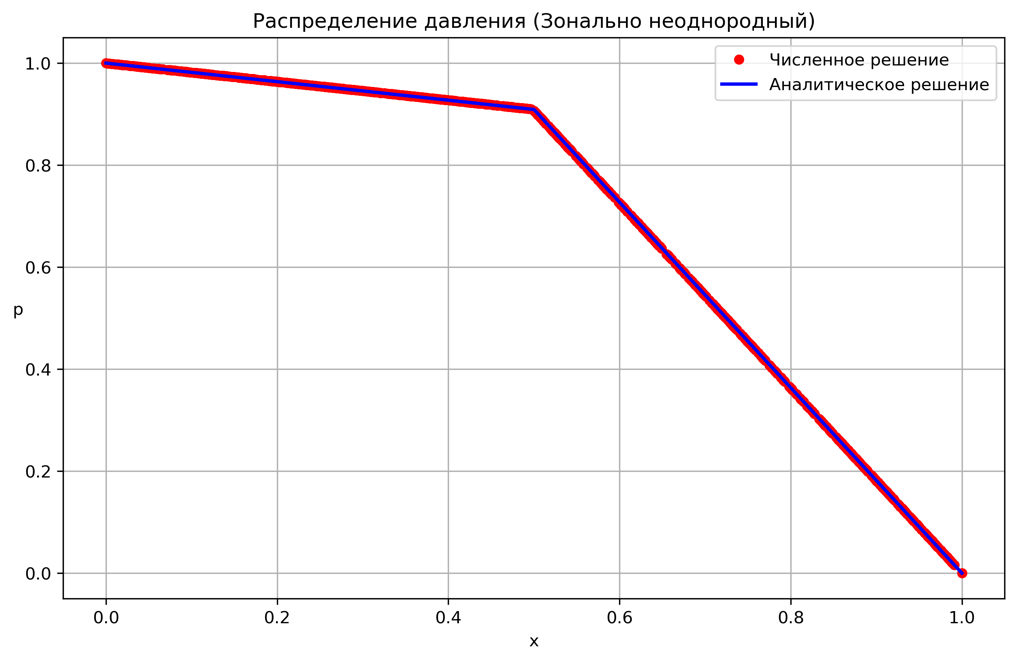 Распределение давления (Зонально неоднородный)
Численное решение
Аналитическое решение
1.0
0.8
0.6
0.4
0.2
0.0
p
0.0 0.2 0.4 0.6 0.8 1.0
x